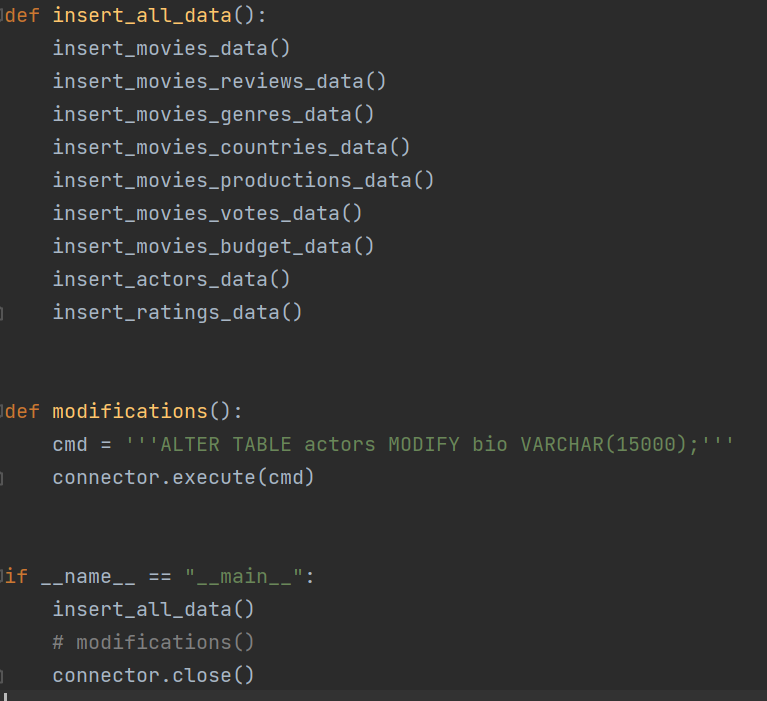 def insert_all_data():
    insert_movies_data()
    insert_movies_reviews_data()
    insert_movies_genres_data()
    insert_movies_countries_data()
    insert_movies_productions_data()
    insert_movies_votes_data()
    insert_movies_budget_data()
    insert_actors_data()
    insert_ratings_data()
def modifications():
    cmd = '''ALTER TABLE actors MODIFY bio VARCHAR(15000);'''
    connector.execute(cmd)
if __name__ == "__main__":
    insert_all_data()
    # modifications()
    connector.close()